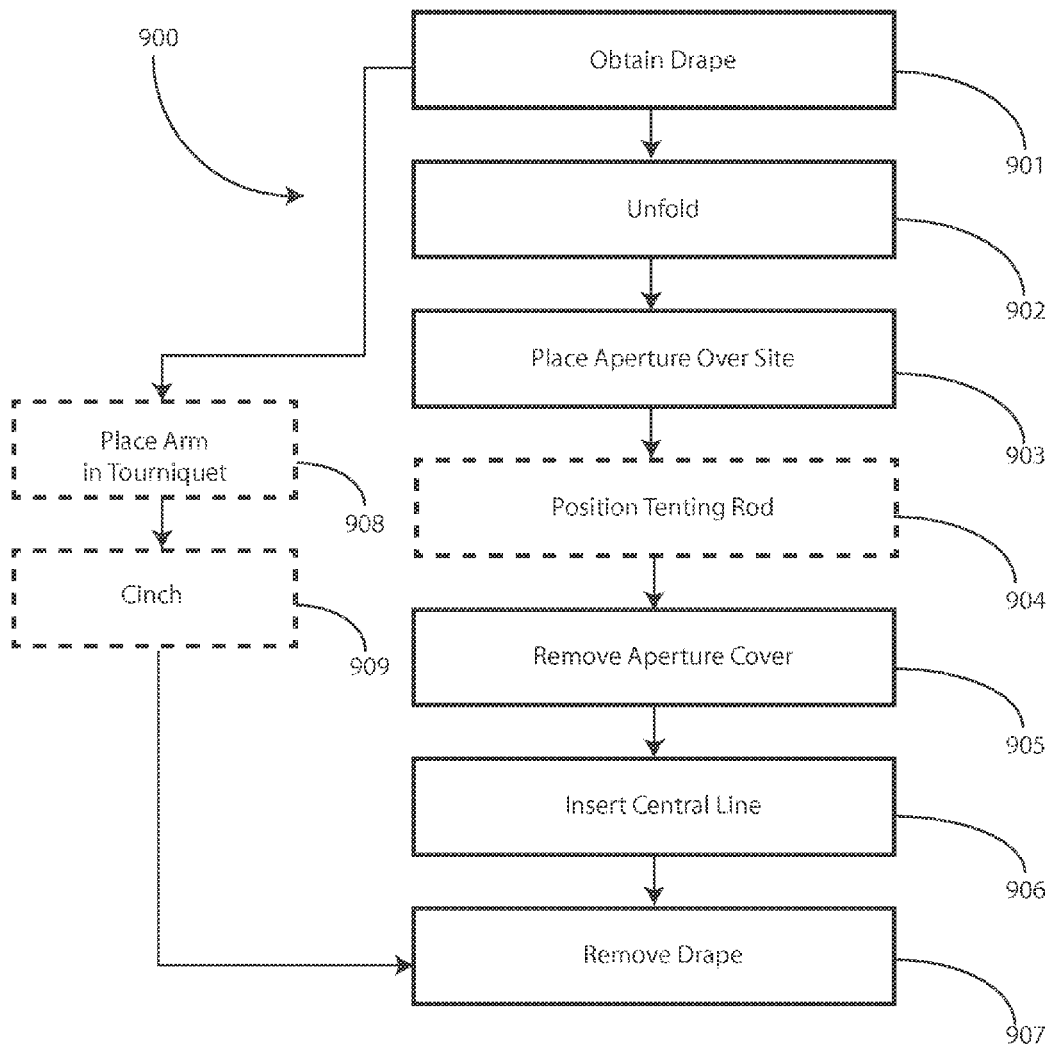 900
Obtain Drape
901
Unfold
902
Place Aperture Over Site
903
Place Arm
in Tourniquet
908
Position Tenting Rod
904
Cinch
909
Remove Aperture Cover
905
Insert Central Line
906
Remove Drape
907